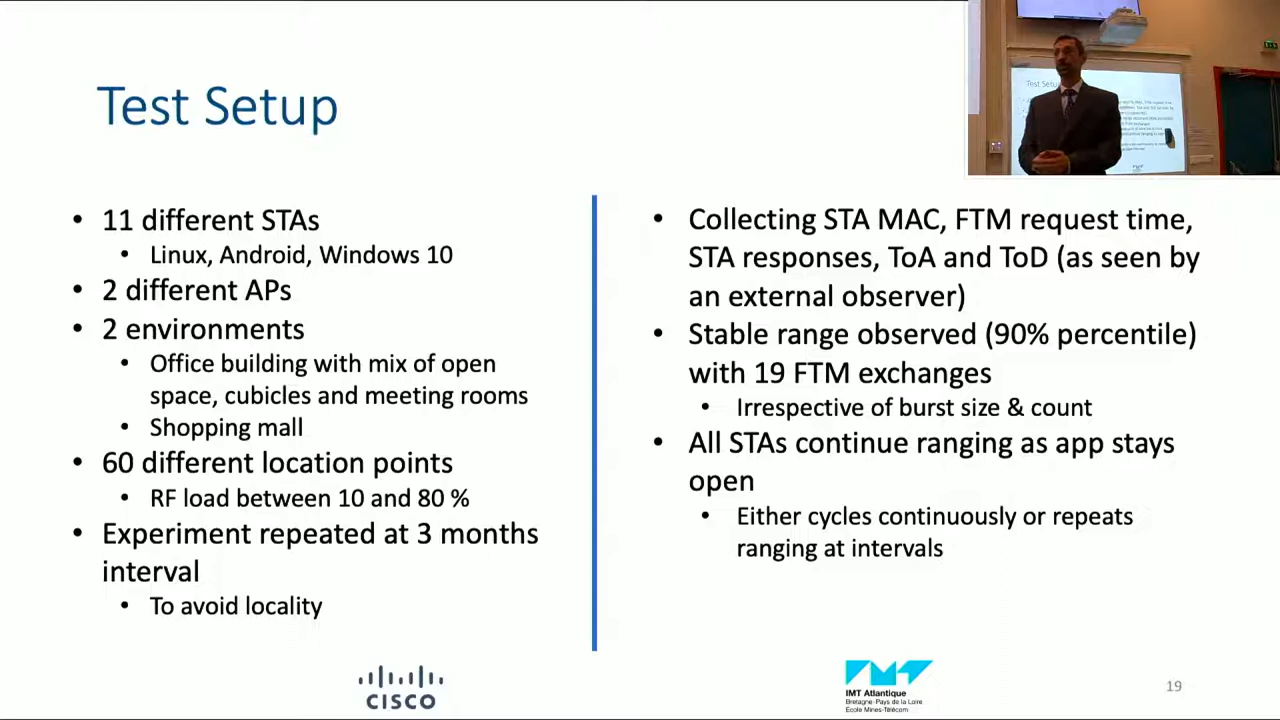 Test Setup
• 11 different STAs
• Linux, Android, Windows 10
• 2 different APs
• 2 environments
• Office building with mix of open
space, cubicles and meeting rooms
• Shopping mall
• 60 different location points
• RF load between 10 and 80 %
• Experiment repeated at 3 months
interval
• To avoid locality
• Collecting STA MAC, FTM request time,
STA responses, ToA and ToD (as seen by
an external observer)
• Stable range observed (90% percentile)
with 19 FTM exchanges
• Irrespective of burst size & count
• All STAs continue ranging as app stays
open
• Either cycles continuously or repeats
ranging at intervals
CISCO
IMT Atlantique
Bretagne-Pays de la Loire
École Mines-Télécom
19
Test Setup